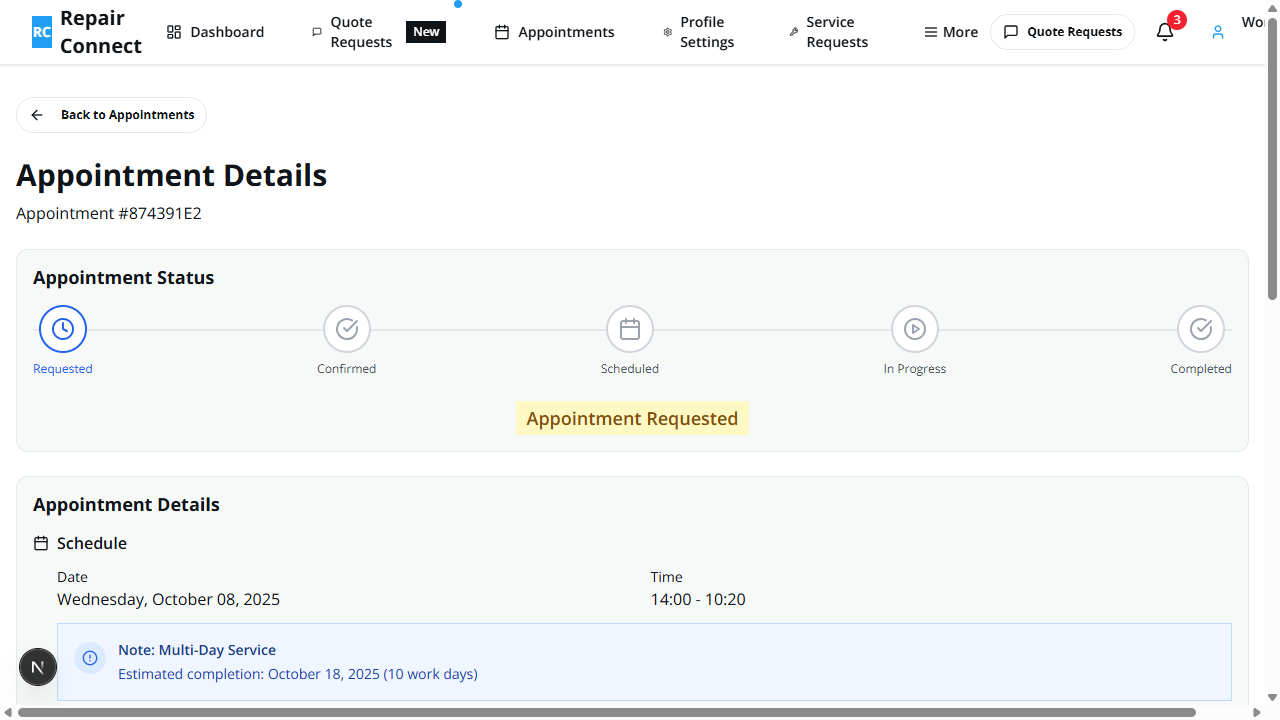 RC
Repair
Connect
Dashboard
Quote
Requests
New
Appointments
Profile
Settings
Service
Requests
More
Quote Requests
3
Wo
Back to Appointments
Appointment Details
Appointment #874391E2
Appointment Status
Requested
Confirmed
Scheduled
In Progress
Completed
Appointment Requested
Appointment Details
Schedule
Date
Time
Wednesday, October 08, 2025
14:00 - 10:20
Note: Multi-Day Service
Estimated completion: October 18, 2025 (10 work days)
N